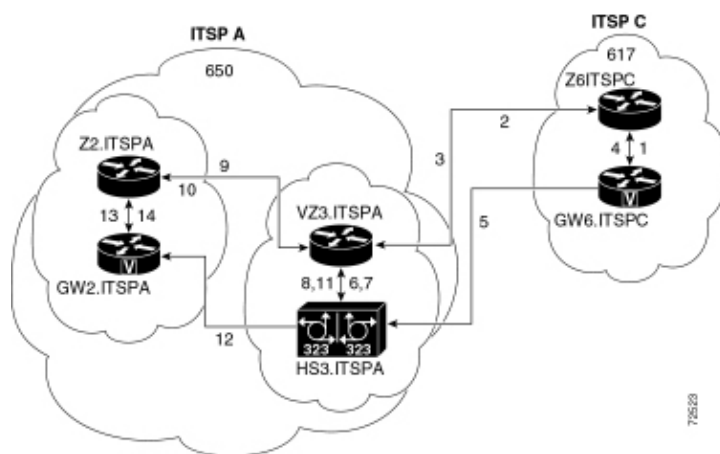 ITSP A
ITSP C
650
617
Z6ITSPC
Z2.ITSPA
9
2
3
4 1
10
VZ3.ITSPA
13 14
5
GW6.ITSPC
V
V
8,11 6,7
GW2.ITSPA
12
323 323
HS3.ITSPA
72523